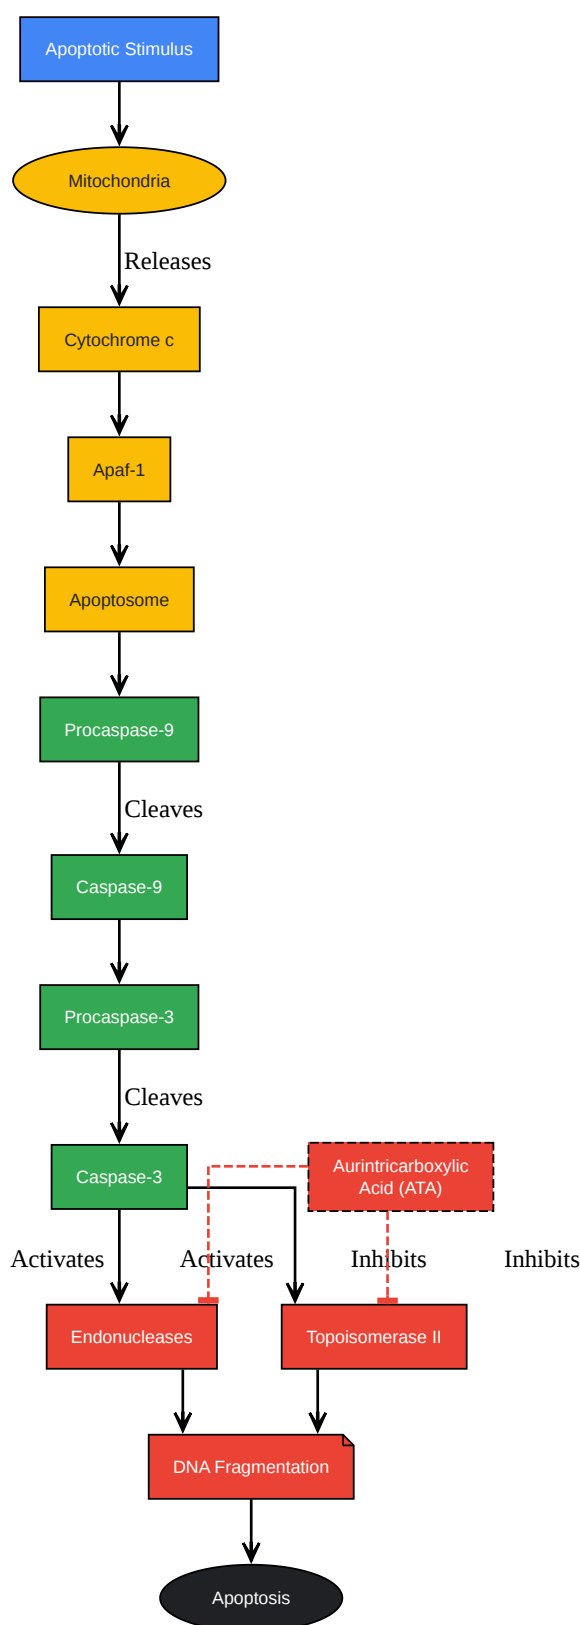 Apoptotic Stimulus
Mitochondria
Releases
Cytochrome c
Apaf-1
Apoptosome
Procaspase-9
Cleaves
Caspase-9
Procaspase-3
Cleaves
Caspase-3
Aurintricarboxylic
Acid (ATA)
Activates
Activates
Inhibits
Inhibits
Endonucleases
Topoisomerase II
DNA Fragmentation
Apoptosis